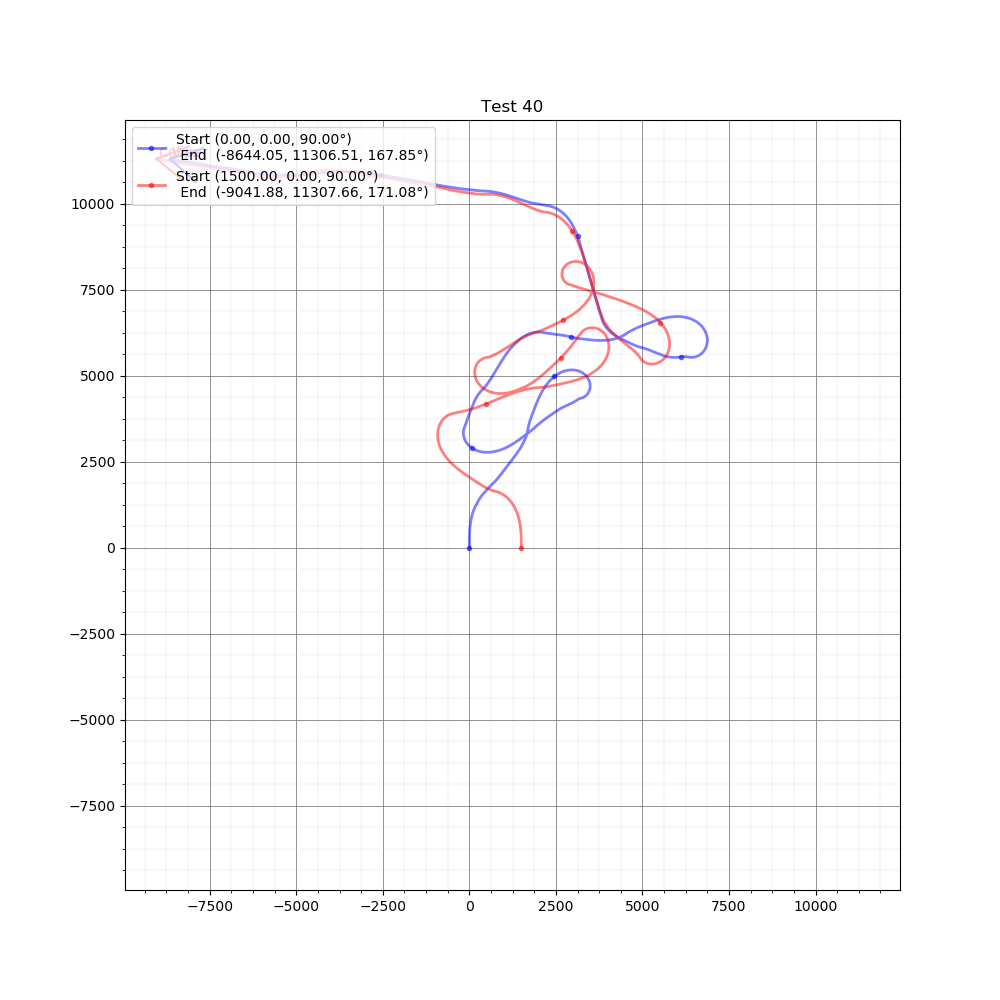 Test 40
Start (0.00, 0.00, 90.00°)
End (-8644.05, 11306.51, 167.85°)
Start (1500.00, 0.00, 90.00°)
End (-9041.88, 11307.66, 171.08°)
10000
7500
5000
2500
0
−2500
−5000
−7500
−7500 −5000 −2500 0 2500 5000 7500 10000